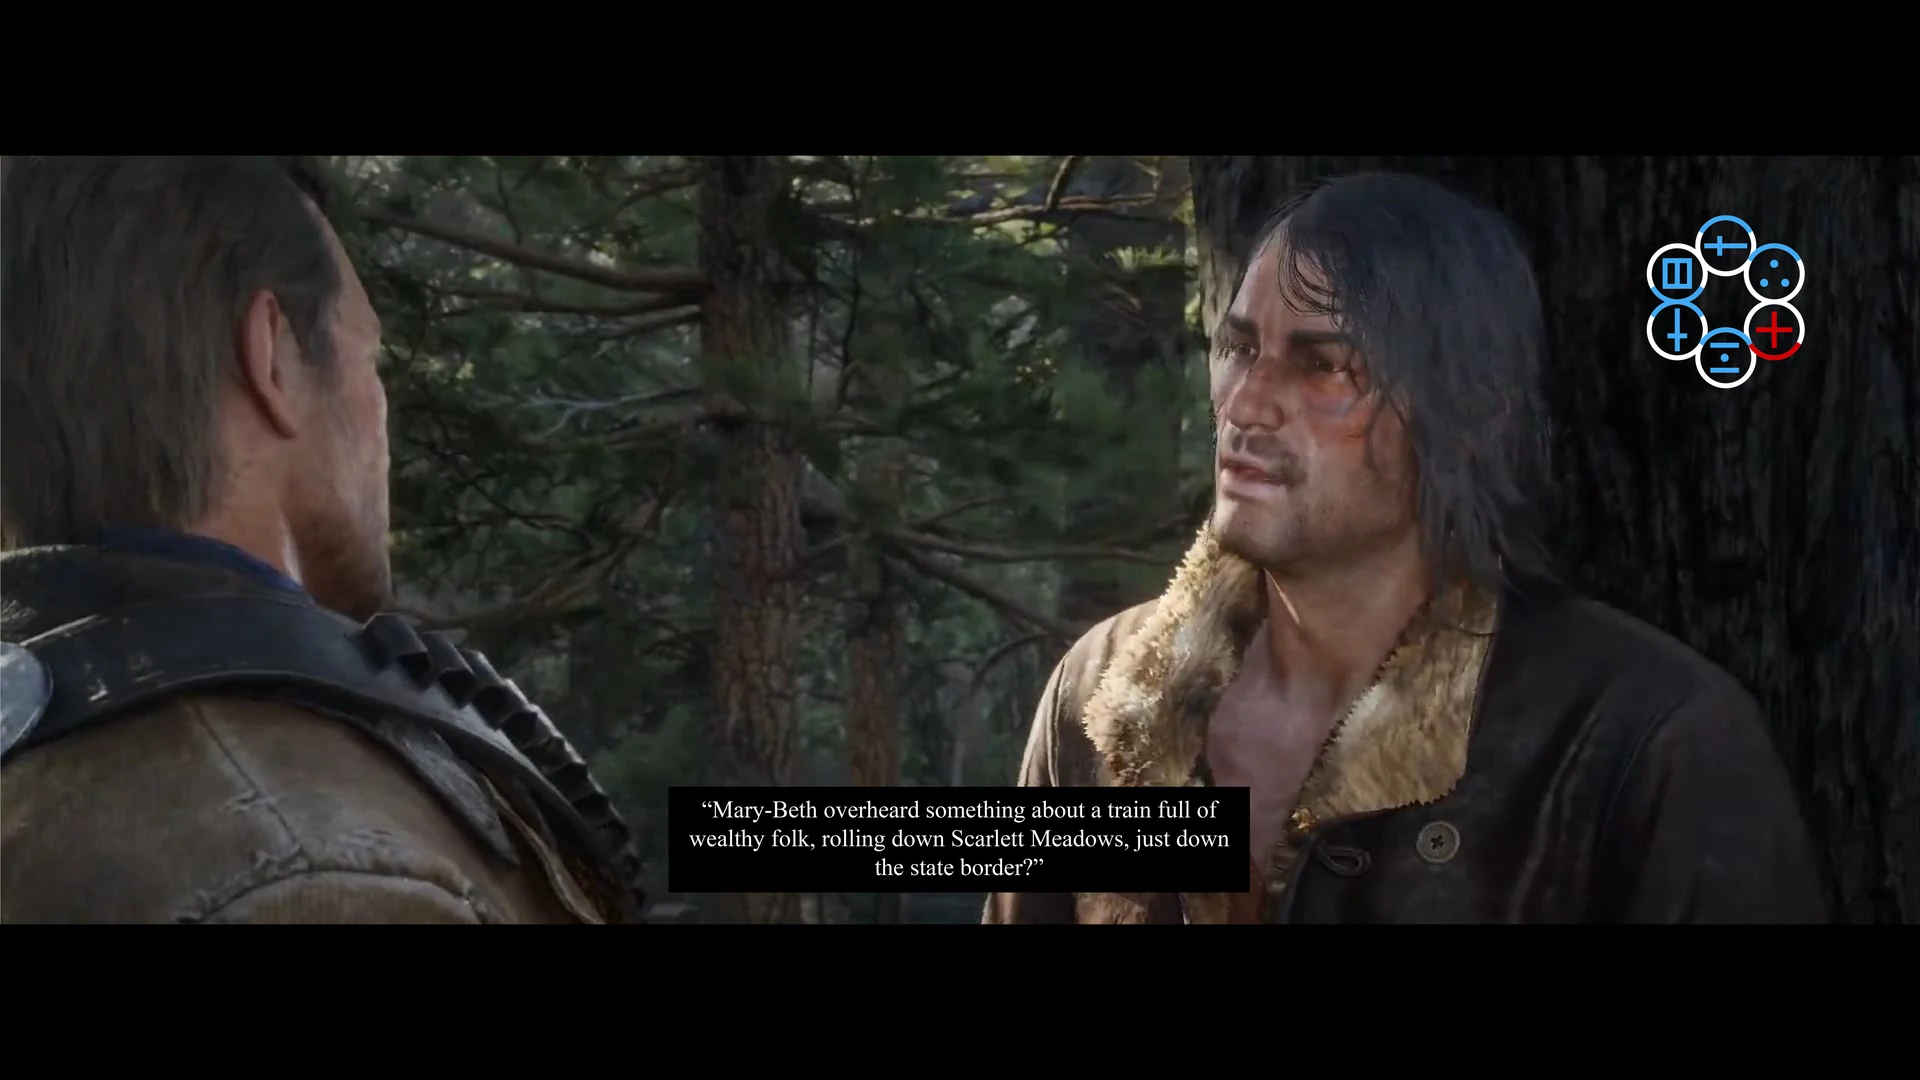 “Mary-Beth overheard something about a train full of
wealthy folk, rolling down Scarlett Meadows, just down
the state border?”